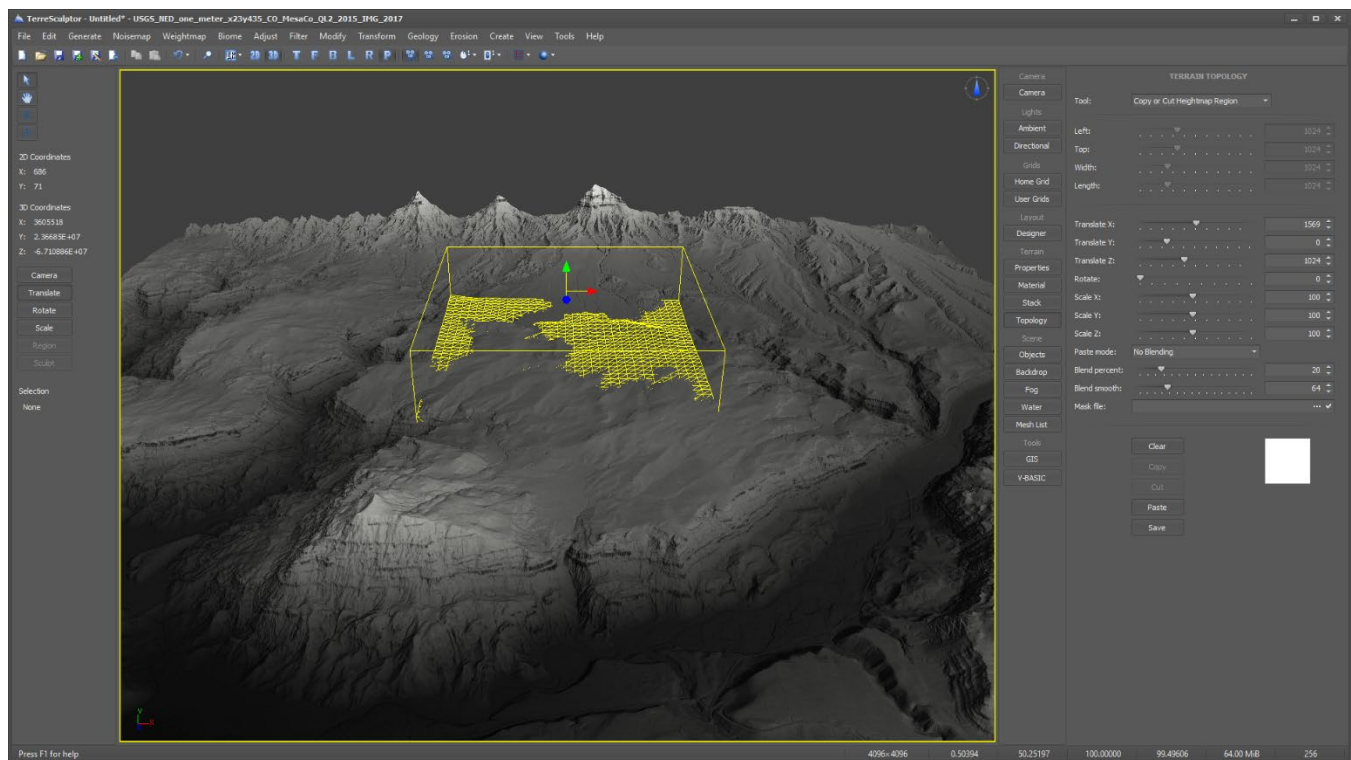 TerreSculptor - Untitled* - USGS_NED_one_meter_x23y435_CO_MesaCo_QL2_2015_IMG_2017
File Edit Generate Noisemap Weightmap Biome Adjust Filter Modify Transform Geology Erosion Create View Tools Help
2D 3D T F B L R P
2D Coordinates
X: 686
Y: 71
3D Coordinates
X: 3605518
Y: 2.36685E+07
Z: -6.710886E+07
Camera
Translate
Rotate
Scale
Region
Sculpt
Selection
None
Y
X
Camera
Camera
Lights
Ambient
Directional
Grids
Home Grid
User Grids
Layout
Designer
Terrain
Properties
Material
Stack
Topology
Scene
Objects
Backdrop
Fog
Water
Mesh List
Tools
GIS
V-BASIC
TERRAIN TOPOLOGY
Tool: Copy or Cut Heightmap Region
Left: 1024
Top: 1024
Width: 1024
Length: 1024
Translate X: 1569
Translate Y: 0
Translate Z: 1024
Rotate: 0
Scale X: 100
Scale Y: 100
Scale Z: 100
Paste mode: No Blending
Blend percent: 20
Blend smooth: 64
Mask file: ...
Clear
Copy
Cut
Paste
Save
Press F1 for help 4096x4096 0.50394 50.25197 100.00000 99.49606 64.00 MiB 256